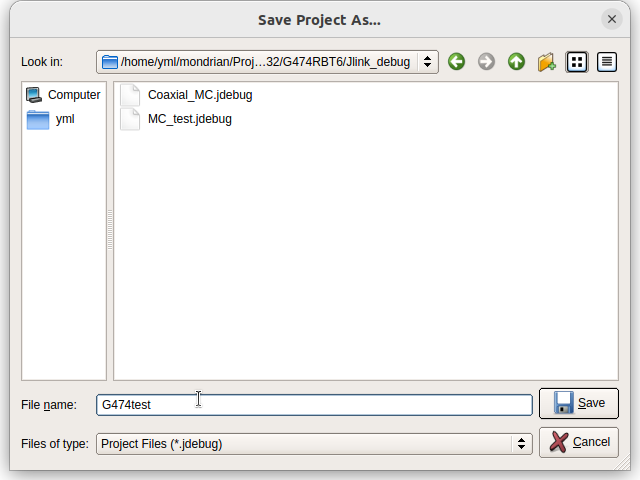 Save Project As...
Look in: /home/yml/mondrian/Proj...32/G474RBT6/Jlink_debug
Computer
yml
Coaxial_MC.jdebug
MC_test.jdebug
File name: G474test
Save
Files of type: Project Files (*.jdebug)
Cancel